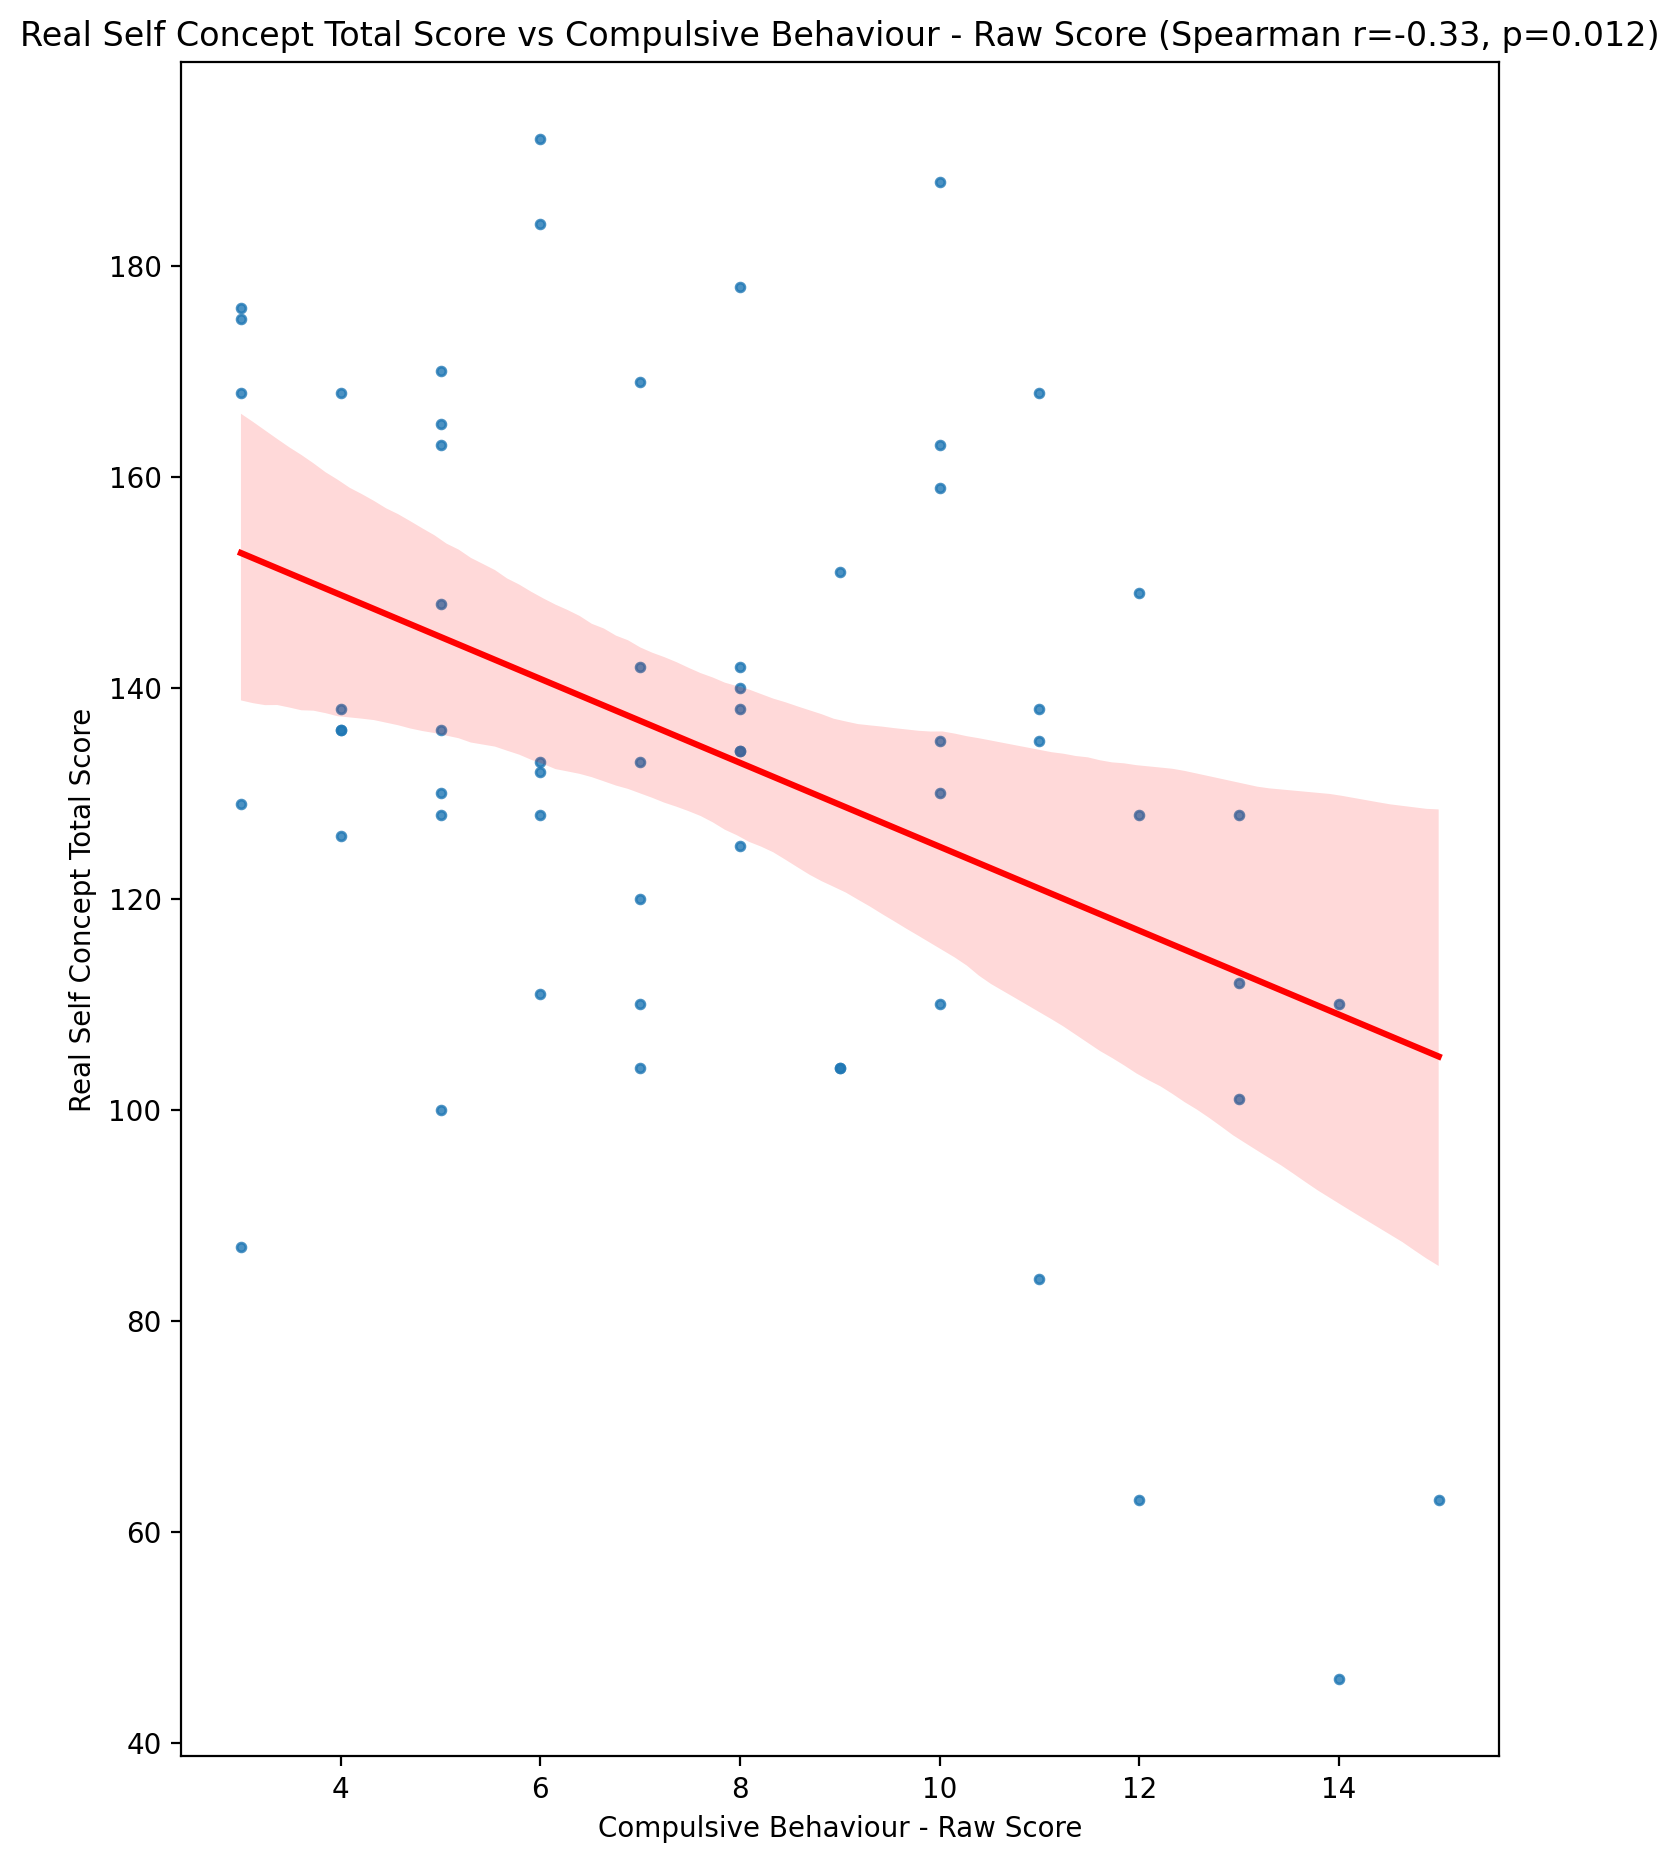 Real Self Concept Total Score vs Compulsive Behaviour - Raw Score (Spearman r=-0.33, p=0.012)
Real Self Concept Total Score
180
160
140
120
100
80
60
40
4 6 8 10 12 14
Compulsive Behaviour - Raw Score